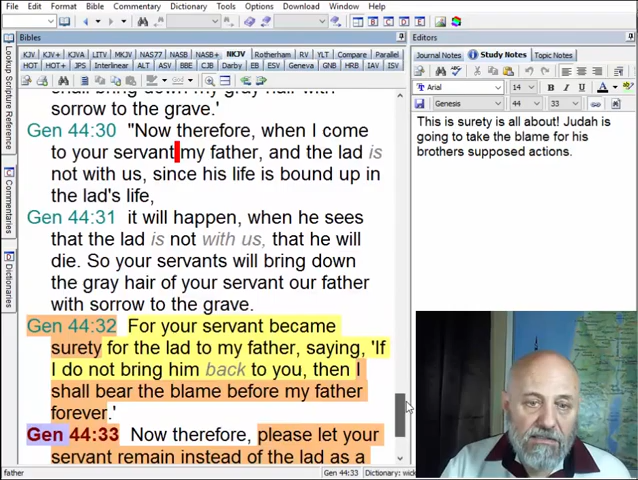 File Edit View Bible Bookmarks Dictionary Tools Options Download Window Help
Bibles
Editors
KJV KJV+ KJVA LITV MKJV NAS77 NASB NASB+ NKJV Rotherham RV YLT Compare Parallel
HOT HOT+ JPS Interlinear ALT ASV BBE CJB Darby EB ESV Geneva GNB HRB IAV ISV
Journal Notes Study Notes Topic Notes
Lookup Scripture Reference
Commentaries
Dictionaries
Arial 14 B I U
Genesis 44 33
sorrow to the grave.'
Gen 44:30 "Now therefore, when I come
to your servant my father, and the lad is
not with us, since his life is bound up in
the lad's life,
Gen 44:31 it will happen, when he sees
that the lad is not with us, that he will
die. So your servants will bring down
the gray hair of your servant our father
with sorrow to the grave.
Gen 44:32 For your servant became
surety for the lad to my father, saying, 'If
I do not bring him back to you, then I
shall bear the blame before my father
forever.'
Gen 44:33 Now therefore, please let your
servant remain instead of the lad as a
This is surety is all about! Judah is
going to take the blame for his
brothers supposed actions.
father
Gen 44:33